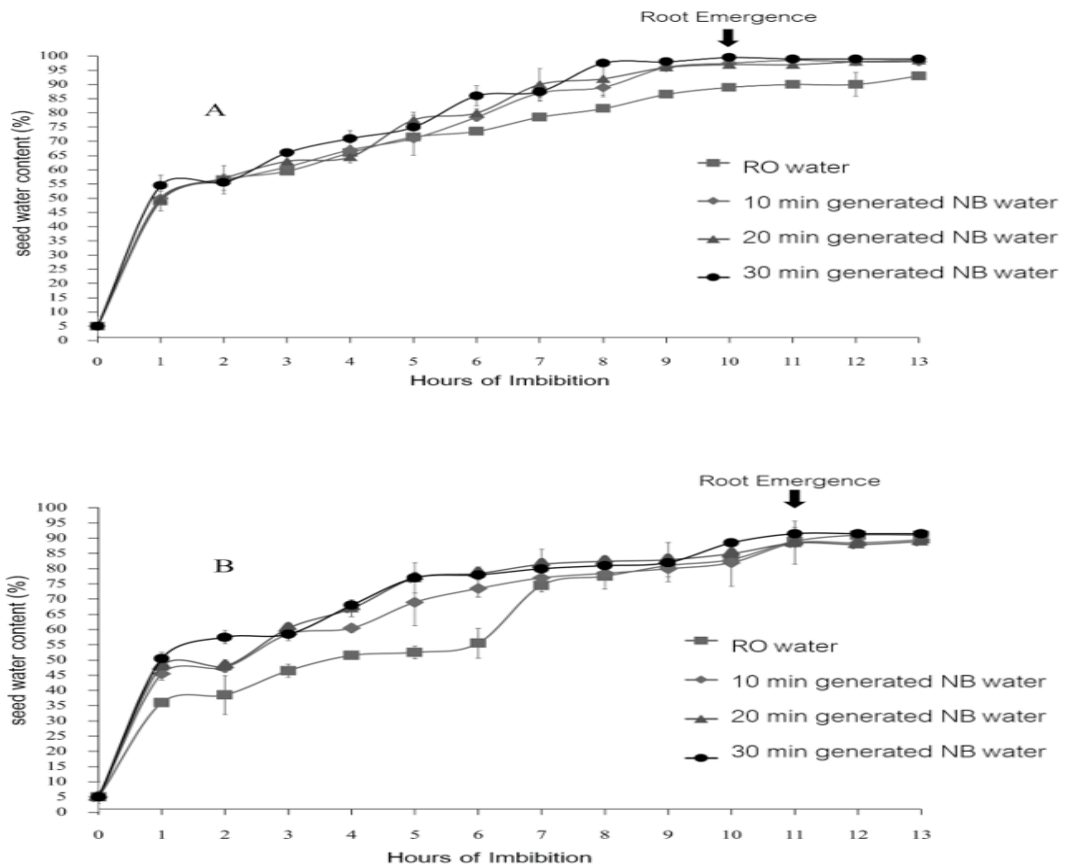 Root Emergence
100
95
90
85
80
75
70
65
60
55
50
45
40
35
30
25
20
15
10
5
0
seed water content (%)
A
RO water
10 min generated NB water
20 min generated NB water
30 min generated NB water
0 1 2 3 4 5 6 7 8 9 10 11 12 13
Hours of Imbibition
Root Emergence
100
95
90
85
80
75
70
65
60
55
50
45
40
35
30
25
20
15
10
5
0
seed water content (%)
B
RO water
10 min generated NB water
20 min generated NB water
30 min generated NB water
0 1 2 3 4 5 6 7 8 9 10 11 12 13
Hours of Imbibition